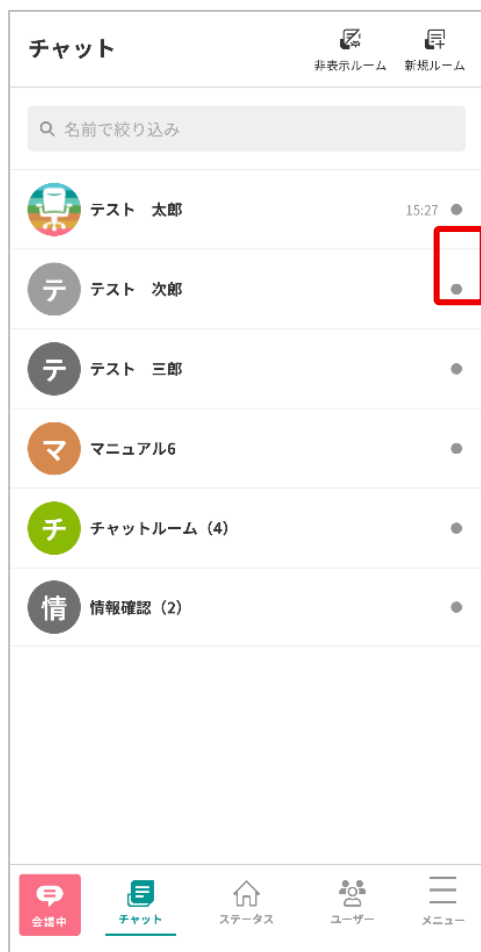 チャット
非表示ルーム
新規ルーム
名前で絞り込み
テスト　太郎 15:27
テ テスト　次郎
テ テスト　三郎
マ マニュアル6
チ チャットルーム（4）
情 情報確認（2）
会議中 チャット ステータス ユーザー メニュー